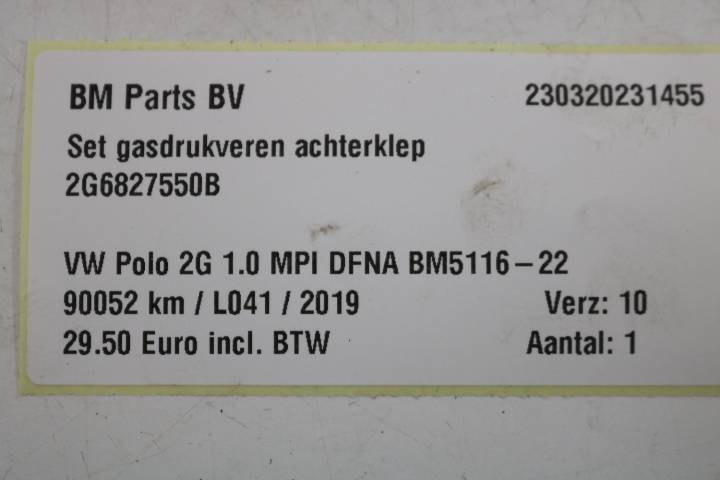 BM Parts BV 230320231455
Set gasdrukveren achterklep
2G6827550B
VW Polo 2G 1.0 MPI DFNA BM5116-22
90052 km / L041 / 2019 Verz: 10
29.50 Euro incl. BTW Aantal: 1